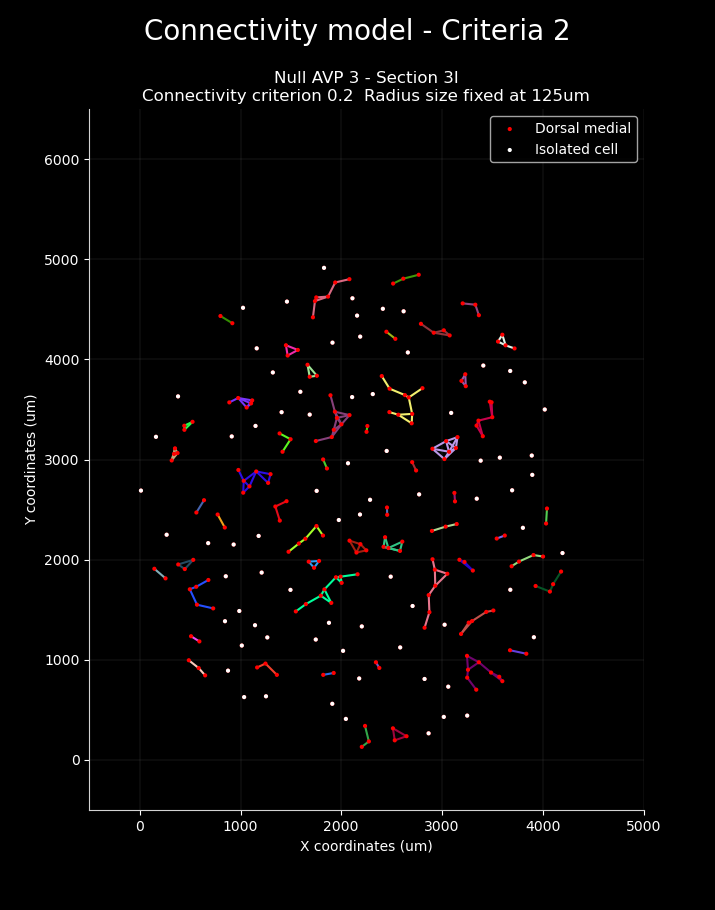 Connectivity model - Criteria 2
Null AVP 3 - Section 3I
Connectivity criterion 0.2 Radius size fixed at 125um
Dorsal medial
Isolated cell
6000
5000
4000
3000
2000
1000
0
Y coordinates (um)
0 1000 2000 3000 4000 5000
X coordinates (um)